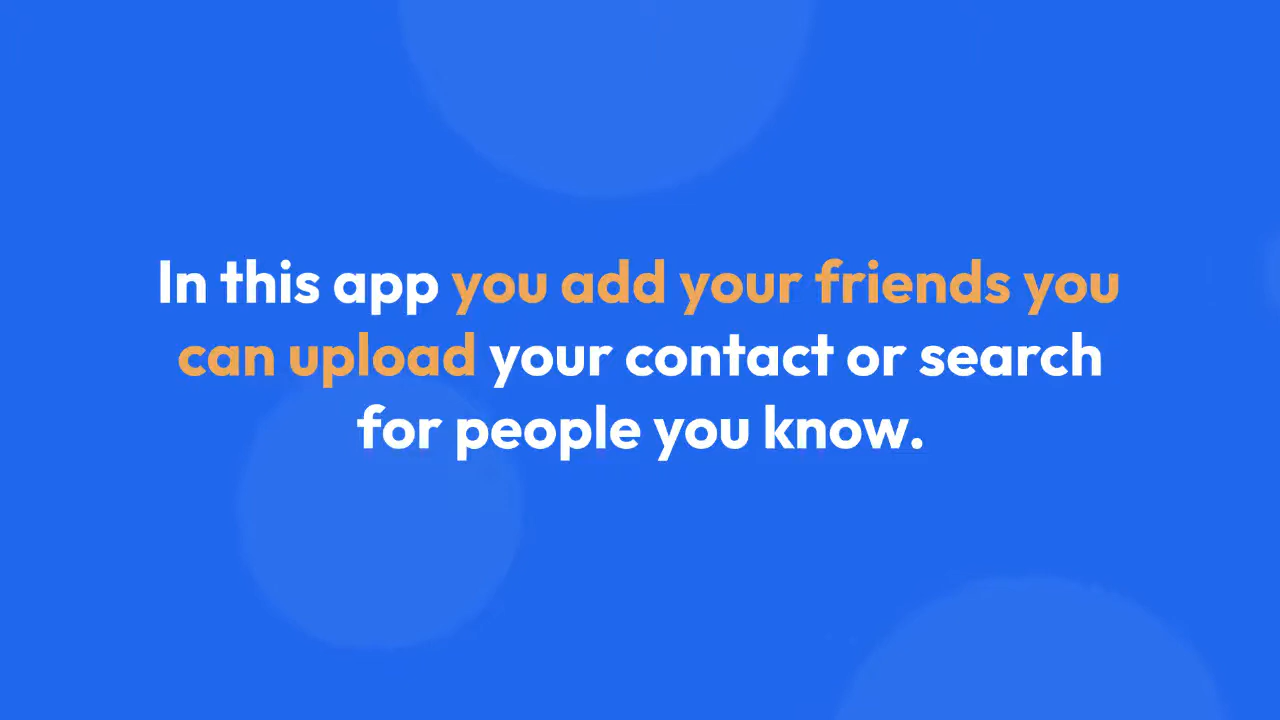 In this app you add your friends you
can upload your contact or search
for people you know.